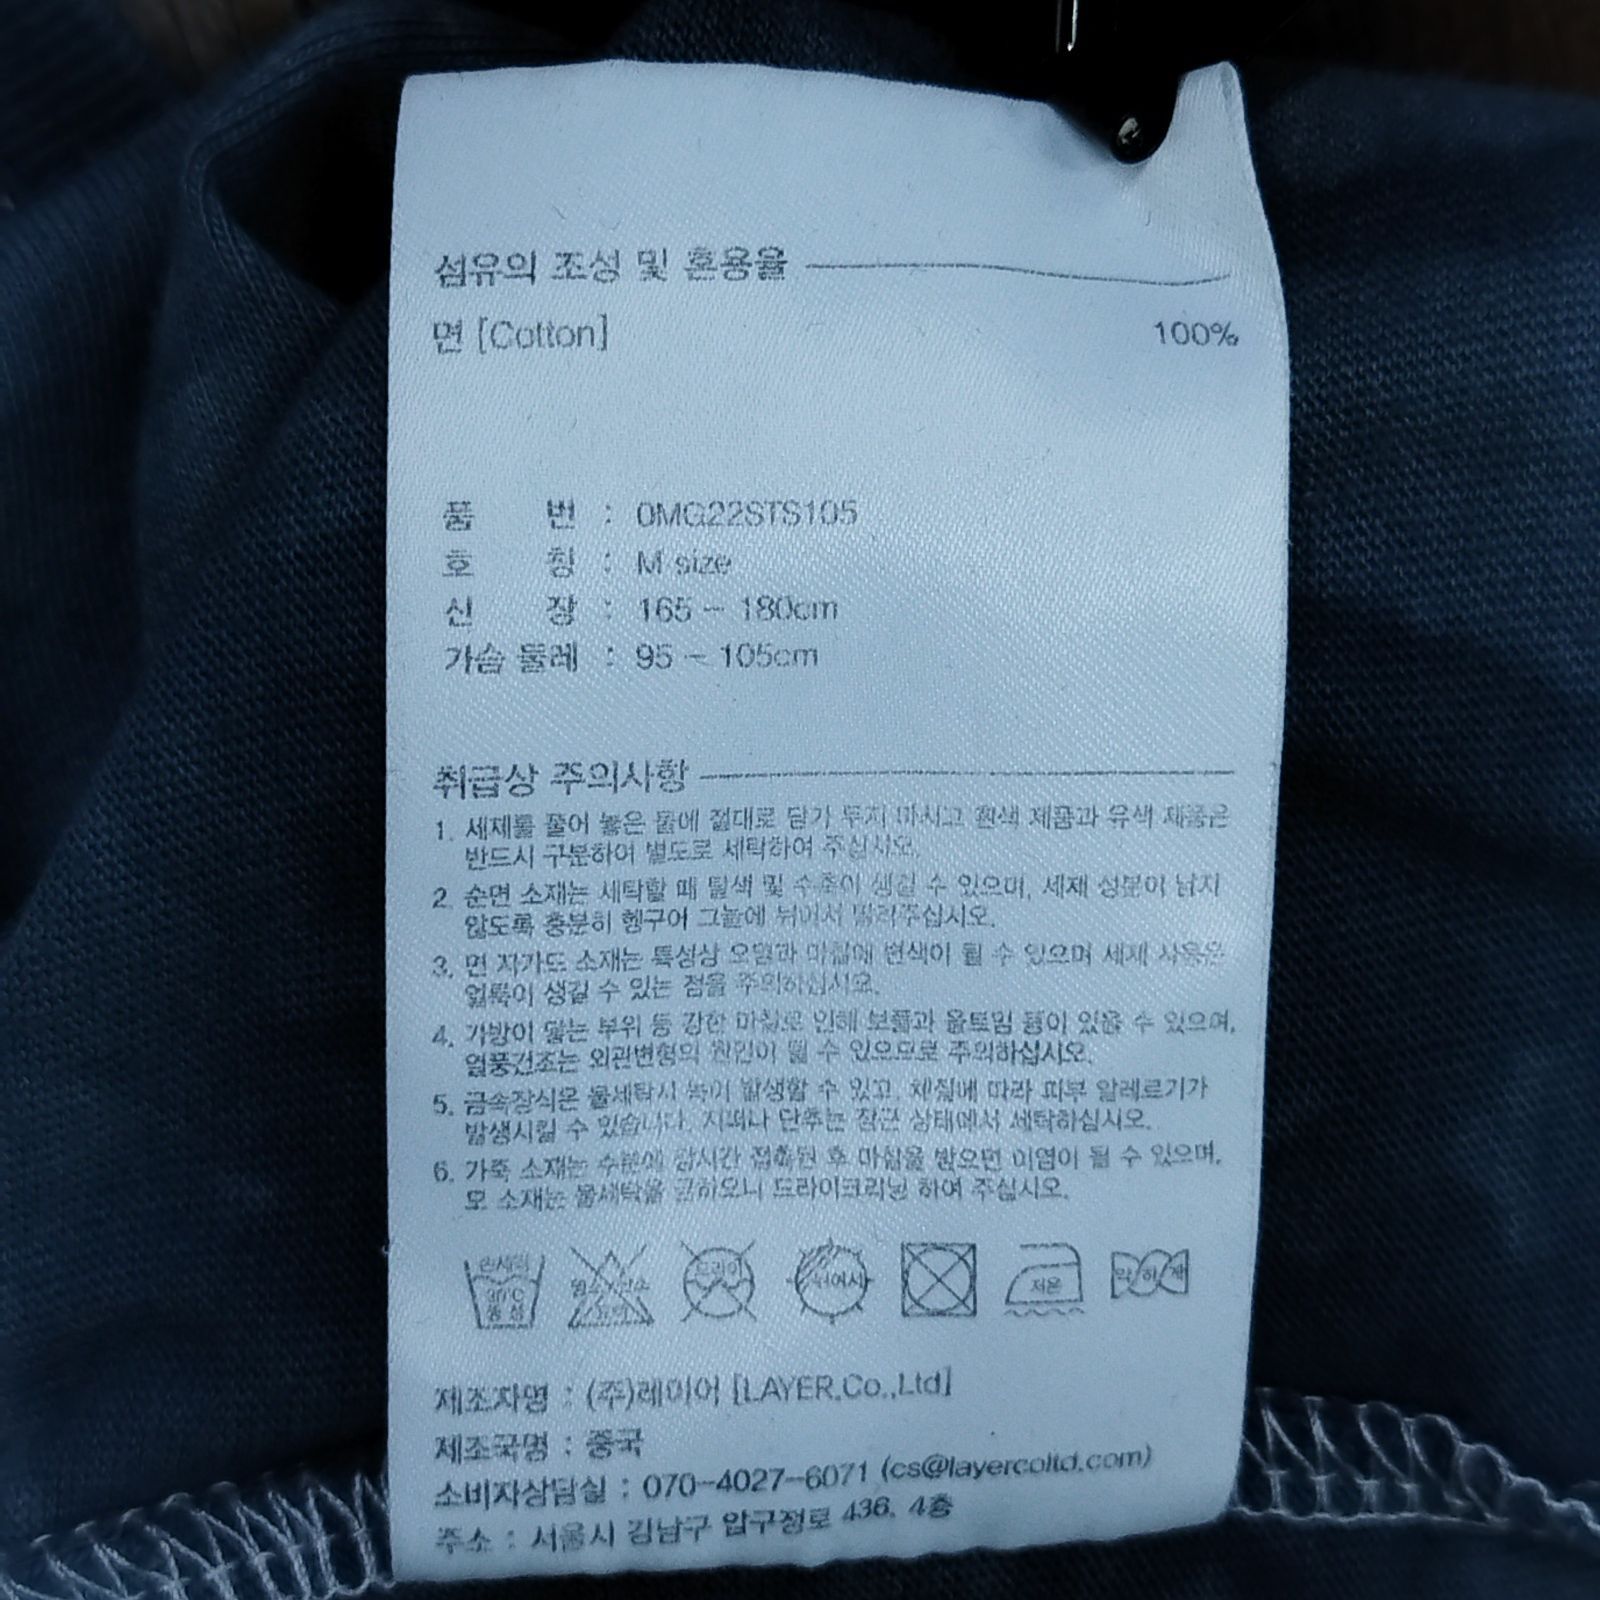 섬유의 조성 및 혼용율
면 [Cotton] 100%
품 번 : 0MG22STS105
호 칭 : M size
신 장 : 165 - 180cm
가슴 둘레 : 95 - 105cm
취급상 주의사항
1. 세제를 풀어 놓은 물에 절대로 담가 두지 마시고 흰색 제품과 유색 제품은
반드시 구분하여 별도로 세탁하여 주십시오.
2. 순면 소재는 세탁할 때 탈색 및 수축이 생길 수 있으며, 세제 성분이 남지
않도록 충분히 헹구어 그늘에 뉘어서 말려주십시오.
3. 면 자가드 소재는 특성상 오염과 마찰에 변색이 될 수 있으며 세제 사용은
얼룩이 생길 수 있는 점을 주의하십시오.
4. 가방이 닿는 부위 등 강한 마찰로 인해 보풀과 올트임 등이 있을 수 있으며,
열풍건조는 외관변형의 원인이 될 수 있으므로 주의하십시오.
5. 금속장식은 물세탁시 녹이 발생할 수 있고, 체질에 따라 피부 알레르기가
발생시킬 수 있습니다. 지퍼나 단추는 잠근 상태에서 세탁하십시오.
6. 가죽 소재는 수분에 장시간 접촉된 후 마찰을 받으면 이염이 될 수 있으며,
모 소재는 물세탁을 금하오니 드라이크리닝 하여 주십시오.
손세탁 30℃ 중성 드라이 뉘어서 저온 약하게
제조자명 : (주)레이어 [LAYER.Co.,Ltd]
제조국명 : 중국
소비자상담실 : 070-4027-6071 (cs@layercoltd.com)
주소 : 서울시 강남구 압구정로 436, 4층